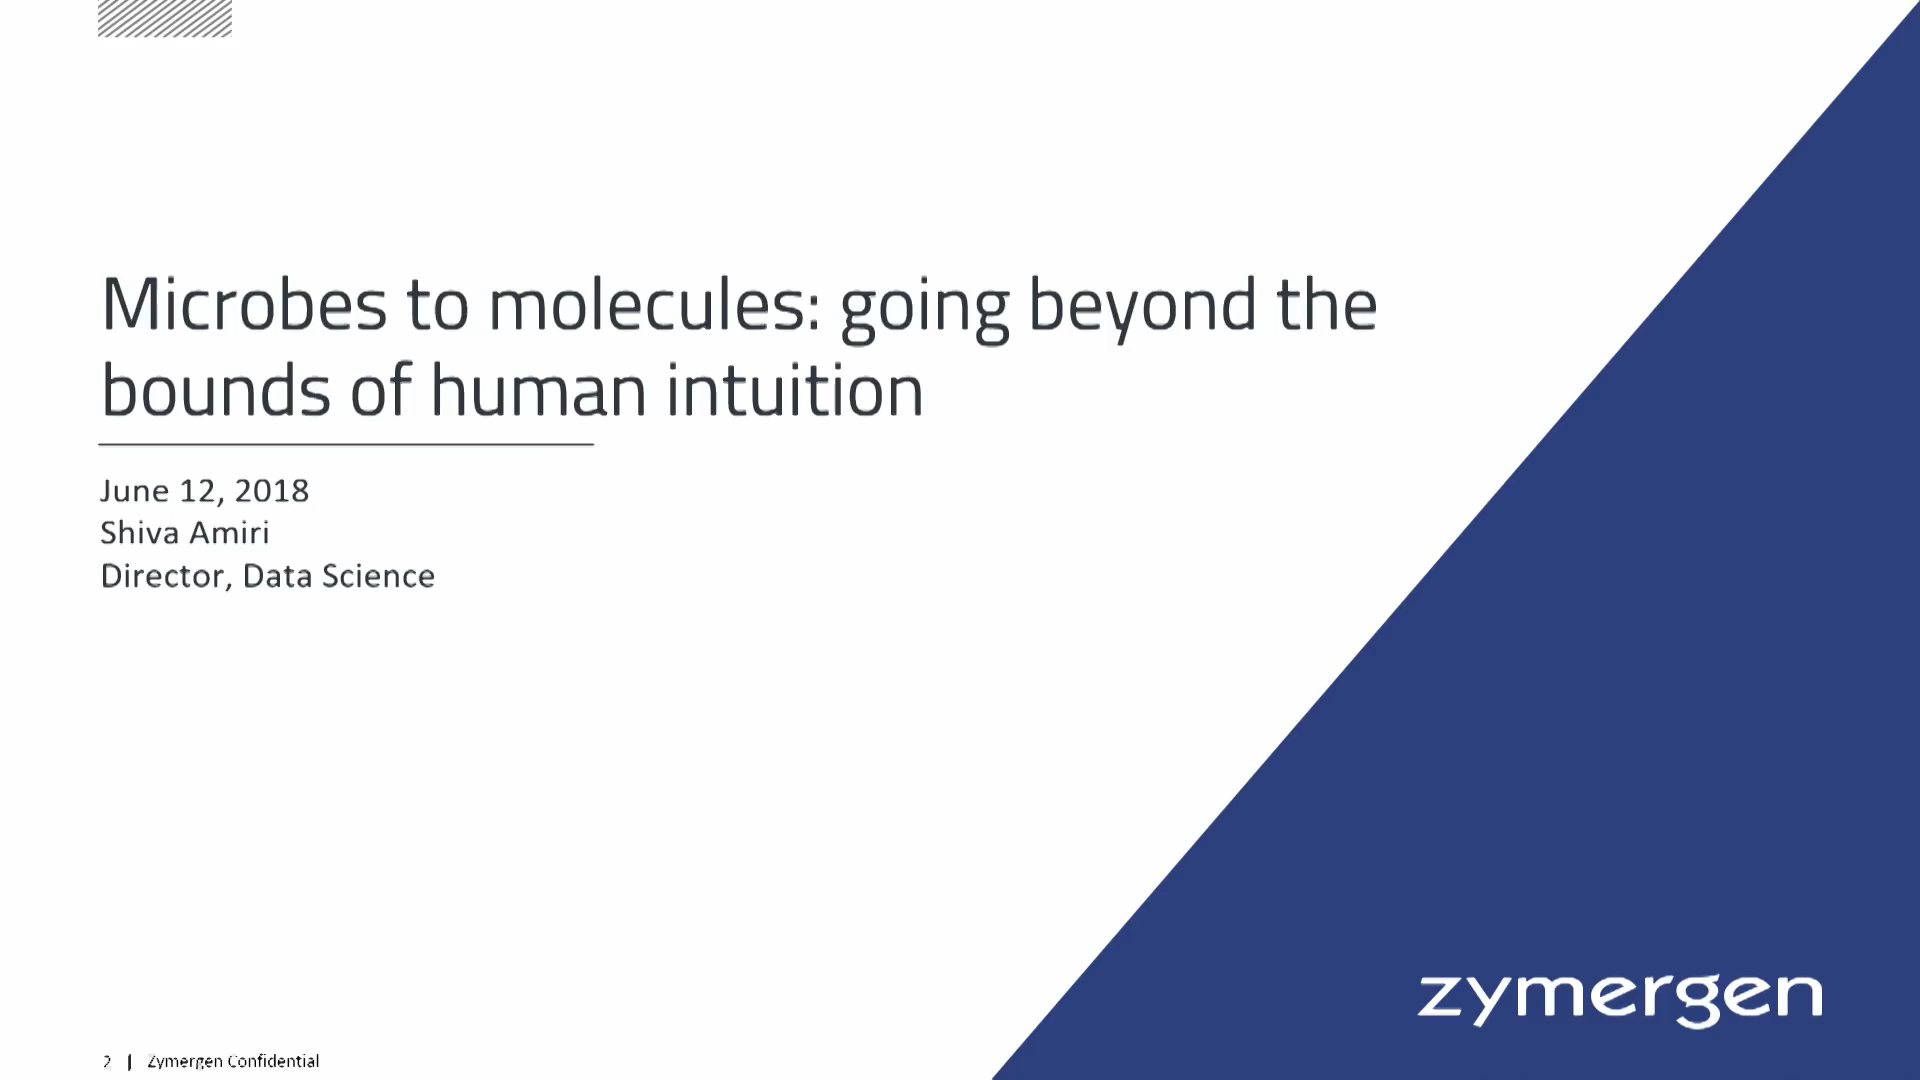 Microbes to molecules: going beyond the
bounds of human intuition
June 12, 2018
Shiva Amiri
Director, Data Science
zymergen
2 | Zymergen Confidential